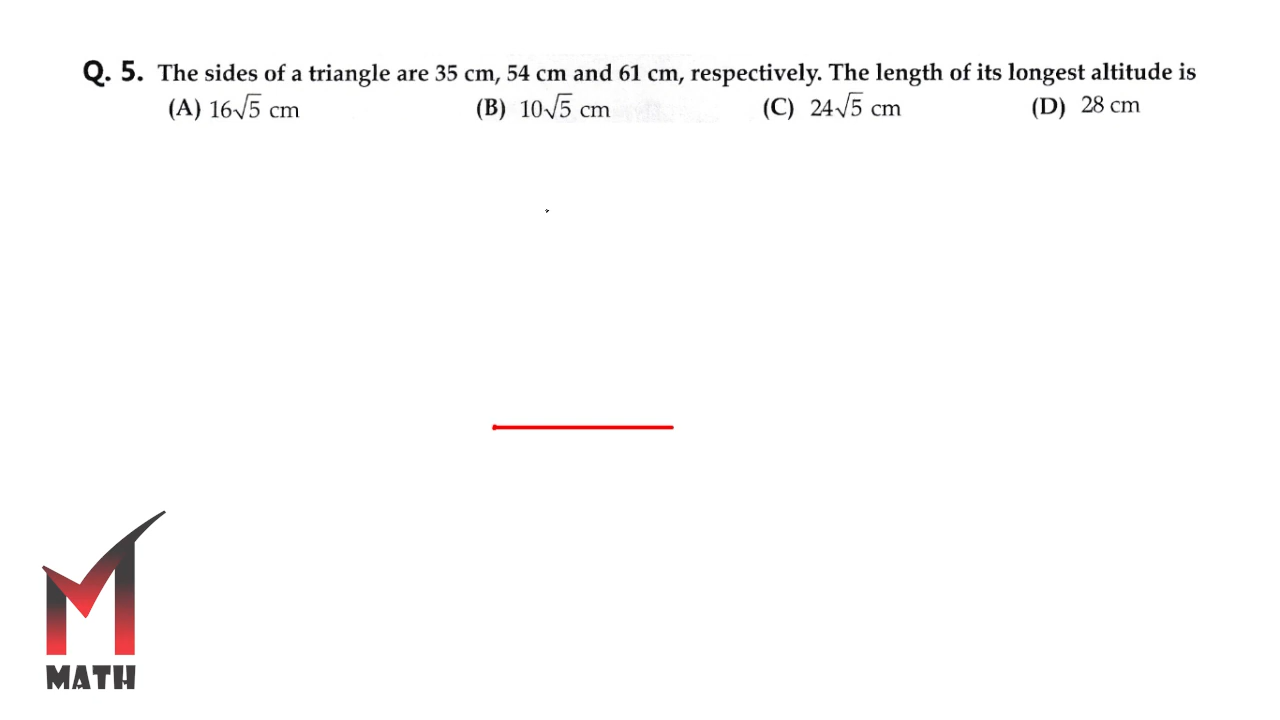 Q. 5. The sides of a triangle are 35 cm, 54 cm and 61 cm, respectively. The length of its longest altitude is
(A) 16√5 cm (B) 10√5 cm (C) 24√5 cm (D) 28 cm
MATH